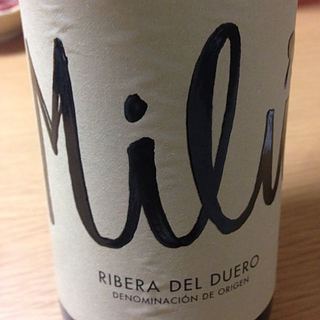 Milú
RIBERA DEL DUERO
DENOMINACIÓN DE ORIGEN